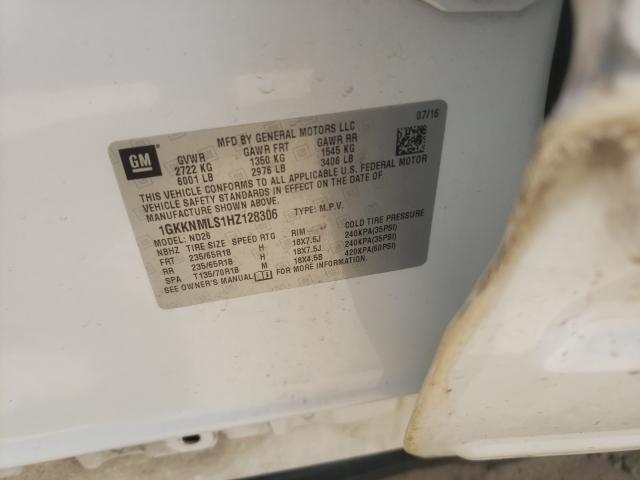 07/16
MFD BY GENERAL MOTORS LLC
GM
GVWR GAWR FRT GAWR RR
2722 KG 1350 KG 1545 KG
6001 LB 2976 LB 3406 LB
THIS VEHICLE CONFORMS TO ALL APPLICABLE U.S. FEDERAL MOTOR
VEHICLE SAFETY STANDARDS IN EFFECT ON THE DATE OF
MANUFACTURE SHOWN ABOVE.
1GKKNMLS1HZ128306 TYPE: M.P.V.
MODEL: ND26
NBHZ TIRE SIZE SPEED RTG RIM COLD TIRE PRESSURE
FRT 235/65R18 H 18X7.5J 240KPA(35PSI)
RR 235/65R18 H 18X7.5J 240KPA(35PSI)
SPA T135/70R18 M 18X4.5B 420KPA(60PSI)
SEE OWNER'S MANUAL FOR MORE INFORMATION.